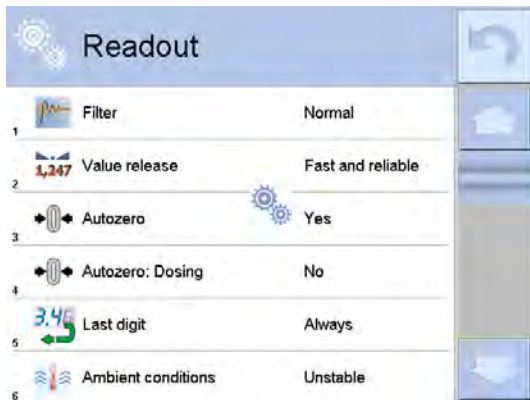 Readout
1 Filter Normal
1,247
2 Value release Fast and reliable
3 Autozero Yes
4 Autozero: Dosing No
3.46
5 Last digit Always
6 Ambient conditions Unstable